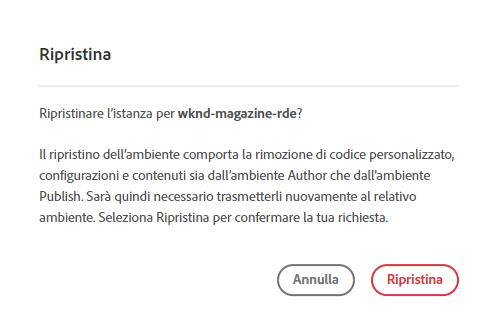 Ripristina
Ripristinare l’istanza per wknd-magazine-rde?
Il ripristino dell’ambiente comporta la rimozione di codice personalizzato,
configurazioni e contenuti sia dall’ambiente Author che dall’ambiente
Publish. Sarà quindi necessario trasmetterli nuovamente al relativo
ambiente. Seleziona Ripristina per confermare la tua richiesta.
Annulla
Ripristina